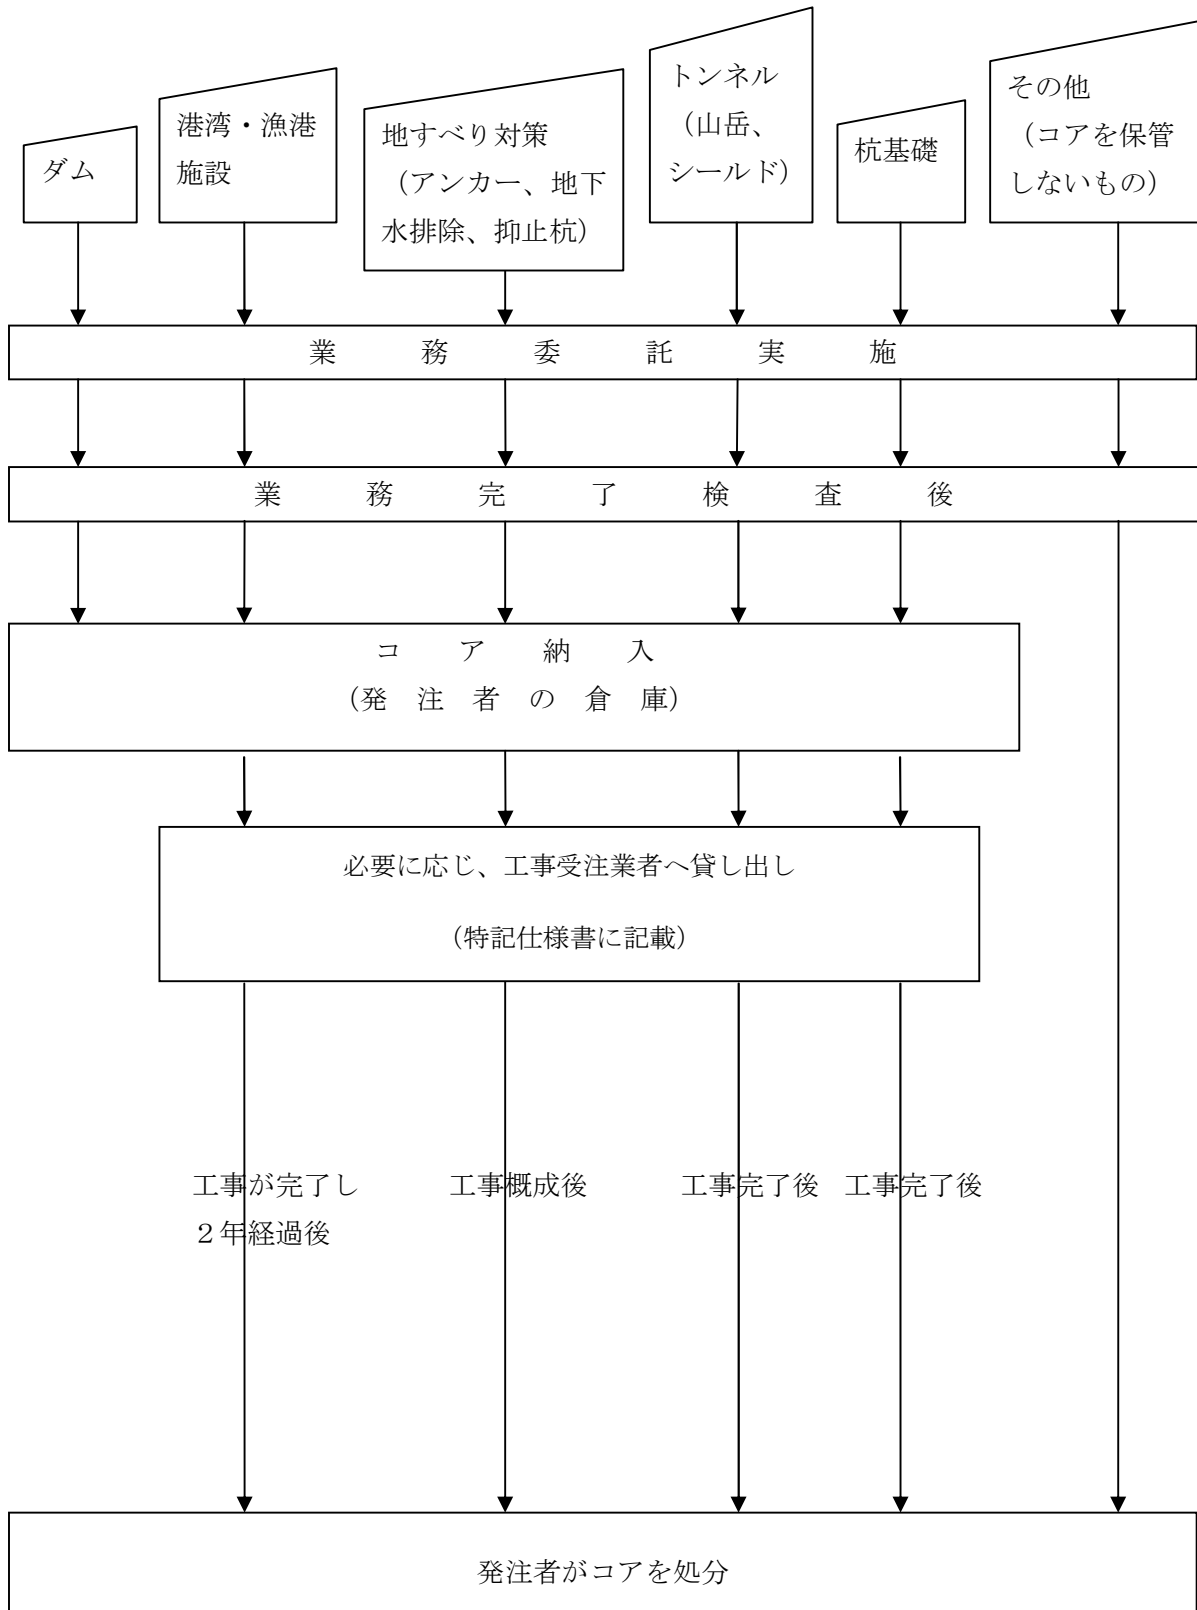 ダム
港湾・漁港
施設
地すべり対策
（アンカー、地下
水排除、抑止杭）
トンネル
（山岳、
シールド）
杭基礎
その他
（コアを保管
しないもの）
業務委託実施
業務完了検査後
コア納入
（発注者の倉庫）
必要に応じ、工事受注業者へ貸し出し
（特記仕様書に記載）
工事が完了し
２年経過後
工事概成後
工事完了後
工事完了後
発注者がコアを処分